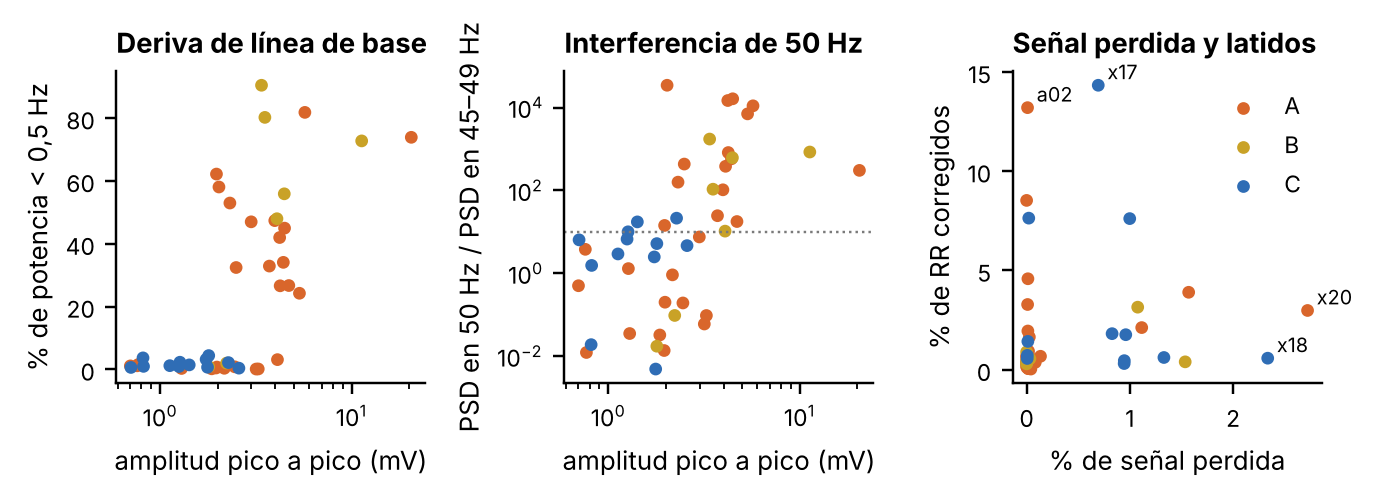 Deriva de línea de base
% de potencia < 0,5 Hz
80
60
40
20
0
10⁰
10¹
amplitud pico a pico (mV)
Interferencia de 50 Hz
PSD en 50 Hz / PSD en 45–49 Hz
10⁴
10²
10⁰
10⁻²
10⁰
10¹
amplitud pico a pico (mV)
Señal perdida y latidos
% de RR corregidos
15
10
5
0
0
1
2
% de señal perdida
x17
a02
x20
x18
A
B
C